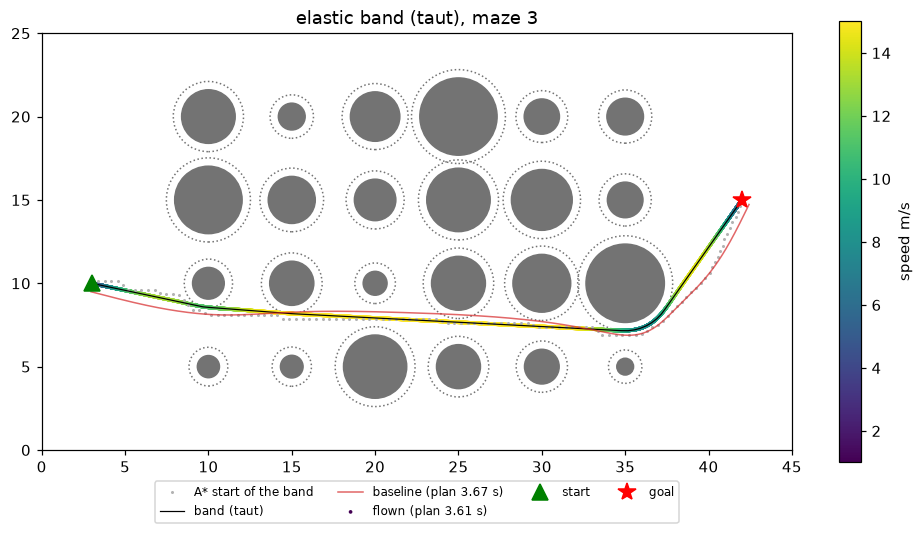 elastic band (taut), maze 3
25
20
15
10
5
0
0 5 10 15 20 25 30 35 40 45
14
12
10
8
6
4
2
speed m/s
A* start of the band
band (taut)
baseline (plan 3.67 s)
flown (plan 3.61 s)
start
goal